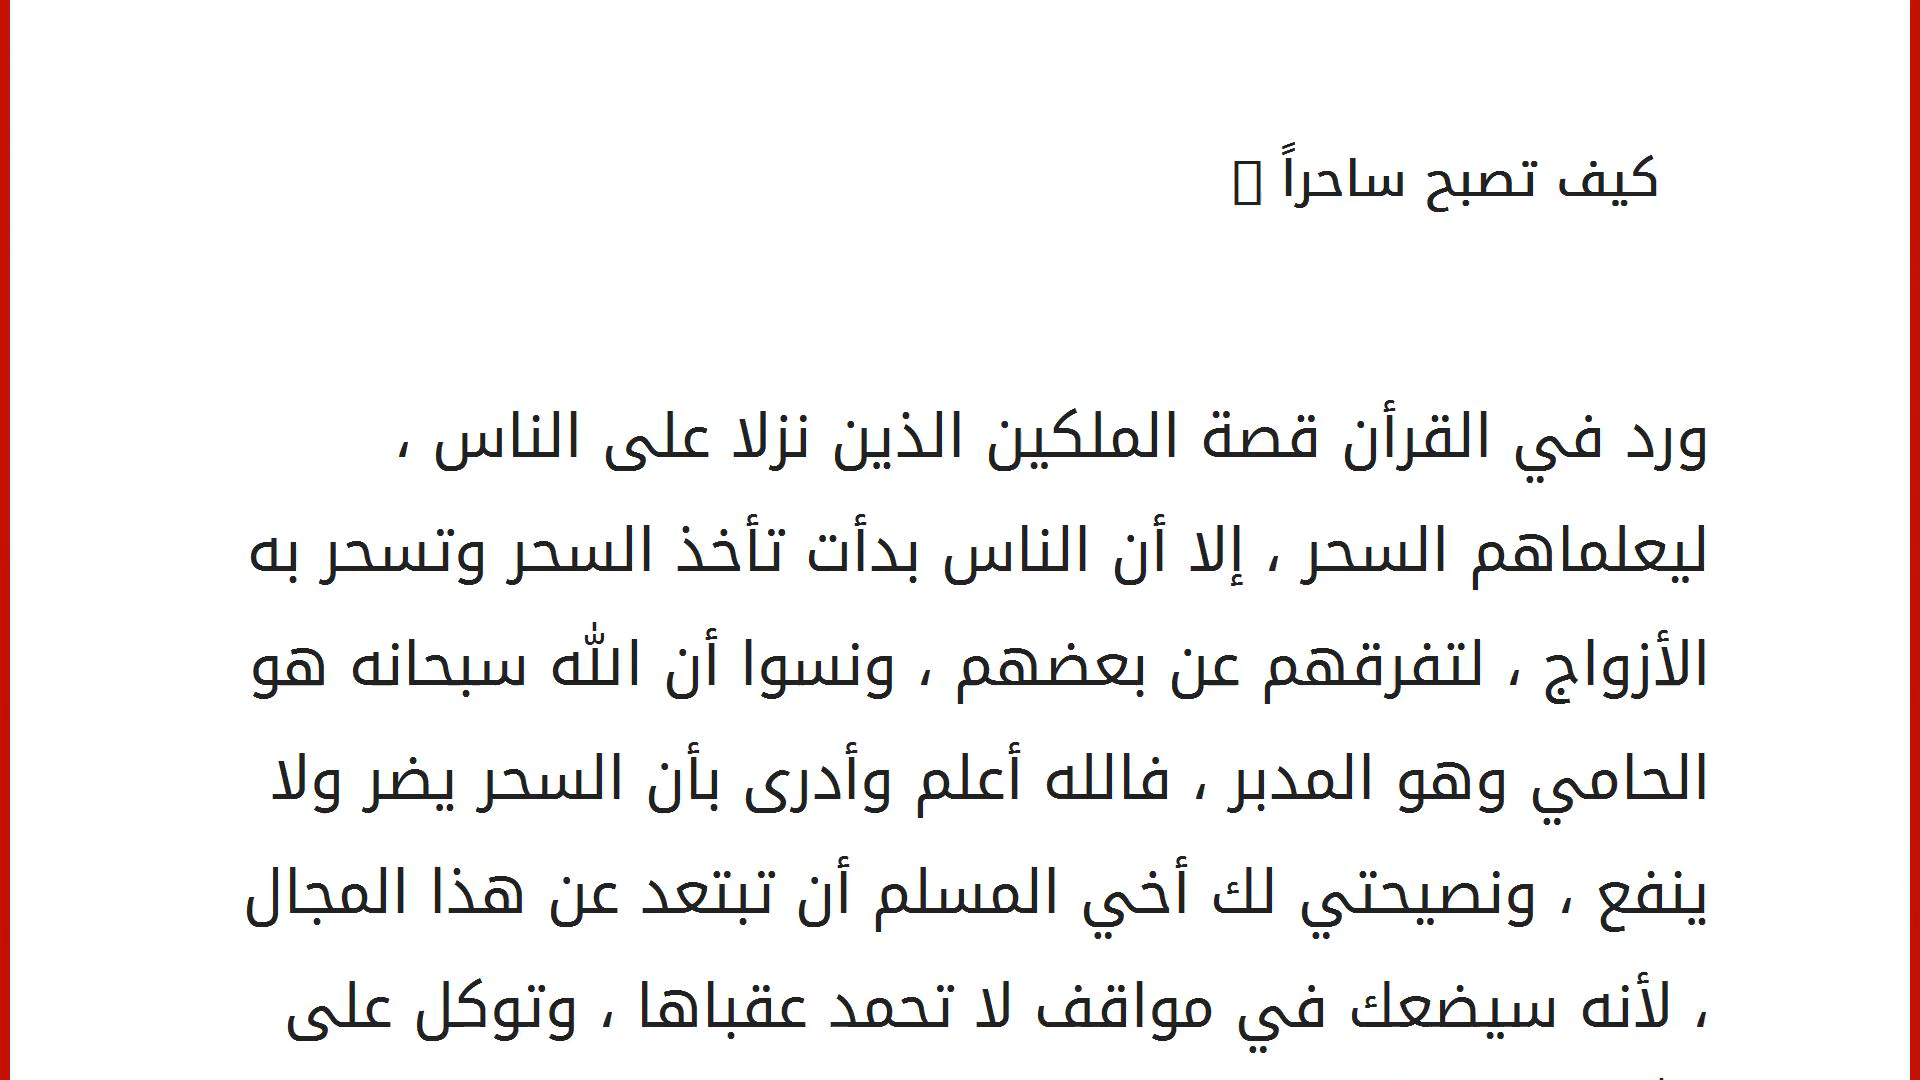 كيف تصبح ساحراً
ورد في القرأن قصة الملكين الذين نزلا على الناس ،
ليعلماهم السحر ، إلا أن الناس بدأت تأخذ السحر وتسحر به
الأزواج ، لتفرقهم عن بعضهم ، ونسوا أن الله سبحانه هو
الحامي وهو المدبر ، فالله أعلم وأدرى بأن السحر يضر ولا
ينفع ، ونصيحتي لك أخي المسلم أن تبتعد عن هذا المجال
، لأنه سيضعك في مواقف لا تحمد عقباها ، وتوكل على